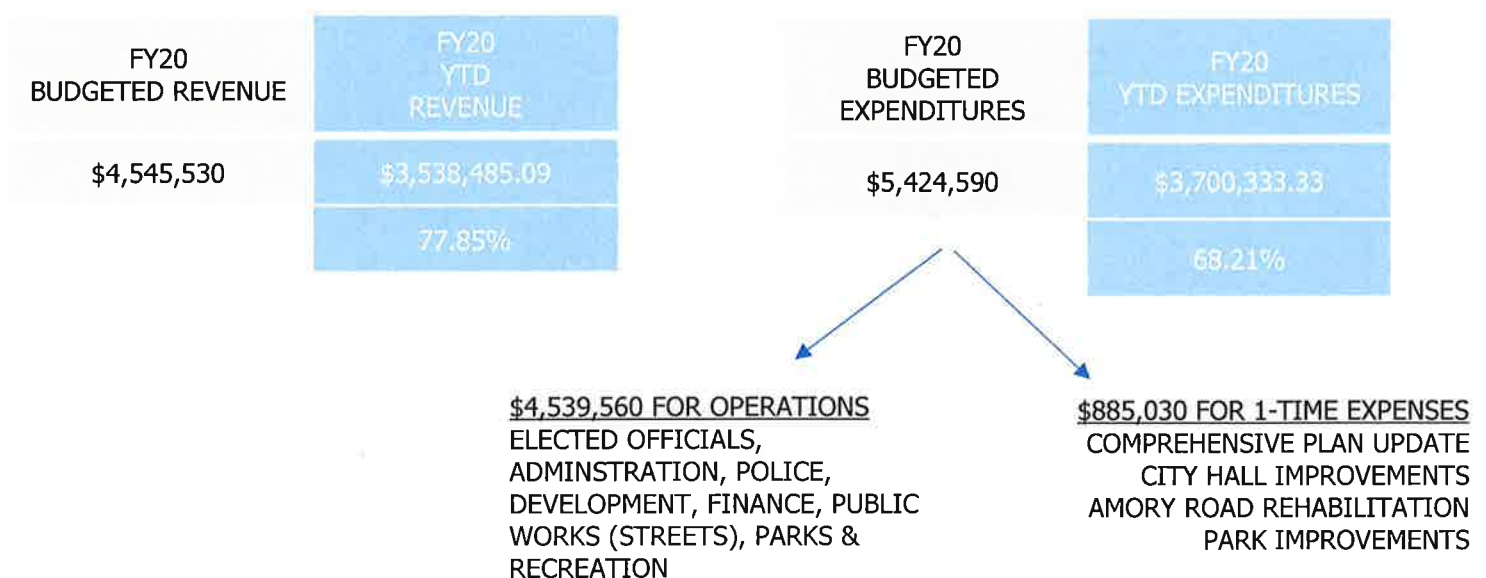 FY20
BUDGETED REVENUE
FY20
YTD
REVENUE
$4,545,530
$3,538,485.09
77.85%
FY20
BUDGETED
EXPENDITURES
FY20
YTD EXPENDITURES
$5,424,590
$3,700,333.33
68.21%
$4,539,560 FOR OPERATIONS
ELECTED OFFICIALS,
ADMINSTRATION, POLICE,
DEVELOPMENT, FINANCE, PUBLIC
WORKS (STREETS), PARKS &
RECREATION
$885,030 FOR 1-TIME EXPENSES
COMPREHENSIVE PLAN UPDATE
CITY HALL IMPROVEMENTS
AMORY ROAD REHABILITATION
PARK IMPROVEMENTS